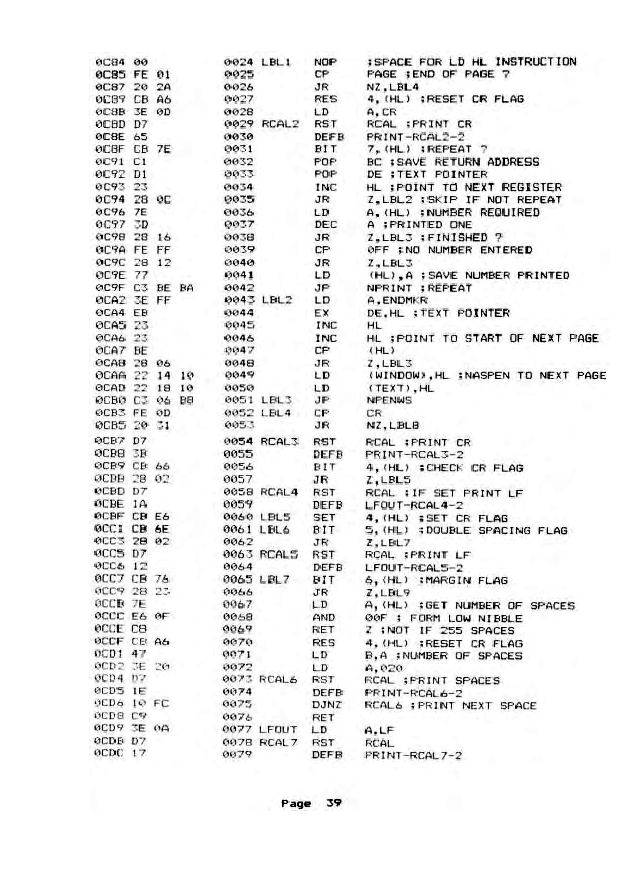 0C84 00 0024 LBL1 NOP ;SPACE FOR LD HL INSTRUCTION
0C85 FE 01 0025 CP PAGE ;END OF PAGE ?
0C87 20 2A 0026 JR NZ,LBL4
0C89 CB A6 0027 RES 4,(HL) ;RESET CR FLAG
0C8B 3E 0D 0028 LD A,CR
0C8D D7 0029 RCAL2 RST RCAL ;PRINT CR
0C8E 65 0030 DEFB PRINT-RCAL2-2
0C8F CB 7E 0031 BIT 7,(HL) ;REPEAT ?
0C91 C1 0032 POP BC ;SAVE RETURN ADDRESS
0C92 D1 0033 POP DE ;TEXT POINTER
0C93 23 0034 INC HL ;POINT TO NEXT REGISTER
0C94 28 0C 0035 JR Z,LBL2 ;SKIP IF NOT REPEAT
0C96 7E 0036 LD A,(HL) ;NUMBER REQUIRED
0C97 3D 0037 DEC A ;PRINTED ONE
0C98 28 16 0038 JR Z,LBL3 ;FINISHED ?
0C9A FE FF 0039 CP 0FF ;NO NUMBER ENTERED
0C9C 28 12 0040 JR Z,LBL3
0C9E 77 0041 LD (HL),A ;SAVE NUMBER PRINTED
0C9F C3 BE BA 0042 JP NPRINT ;REPEAT
0CA2 3E FF 0043 LBL2 LD A,ENDMKR
0CA4 EB 0044 EX DE,HL ;TEXT POINTER
0CA5 23 0045 INC HL
0CA6 23 0046 INC HL ;POINT TO START OF NEXT PAGE
0CA7 BE 0047 CP (HL)
0CA8 28 06 0048 JR Z,LBL3
0CAA 22 14 10 0049 LD (WINDOW),HL ;NASPEN TO NEXT PAGE
0CAD 22 18 10 0050 LD (TEXT),HL
0CB0 C3 06 B8 0051 LBL3 JP NPENWS
0CB3 FE 0D 0052 LBL4 CP CR
0CB5 20 31 0053 JR NZ,LBL8
0CB7 D7 0054 RCAL3 RST RCAL ;PRINT CR
0CB8 3B 0055 DEFB PRINT-RCAL3-2
0CB9 CB 66 0056 BIT 4,(HL) ;CHECK CR FLAG
0CBB 28 02 0057 JR Z,LBL5
0CBD D7 0058 RCAL4 RST RCAL ;IF SET PRINT LF
0CBE 1A 0059 DEFB LFOUT-RCAL4-2
0CBF CB E6 0060 LBL5 SET 4,(HL) ;SET CR FLAG
0CC1 CB 6E 0061 LBL6 BIT 5,(HL) ;DOUBLE SPACING FLAG
0CC3 28 02 0062 JR Z,LBL7
0CC5 D7 0063 RCAL5 RST RCAL ;PRINT LF
0CC6 12 0064 DEFB LFOUT-RCAL5-2
0CC7 CB 76 0065 LBL7 BIT 6,(HL) ;MARGIN FLAG
0CC9 28 23 0066 JR Z,LBL9
0CCB 7E 0067 LD A,(HL) ;GET NUMBER OF SPACES
0CCC E6 0F 0068 AND 00F ; FORM LOW NIBBLE
0CCE C8 0069 RET Z ;NOT IF 255 SPACES
0CCF CB A6 0070 RES 4,(HL) ;RESET CR FLAG
0CD1 47 0071 LD B,A ;NUMBER OF SPACES
0CD2 3E 20 0072 LD A,020
0CD4 D7 0073 RCAL6 RST RCAL ;PRINT SPACES
0CD5 1E 0074 DEFB PRINT-RCAL6-2
0CD6 10 FC 0075 DJNZ RCAL6 ;PRINT NEXT SPACE
0CD8 C9 0076 RET
0CD9 3E 0A 0077 LFOUT LD A,LF
0CDB D7 0078 RCAL7 RST RCAL
0CDC 17 0079 DEFB PRINT-RCAL7-2
Page 39